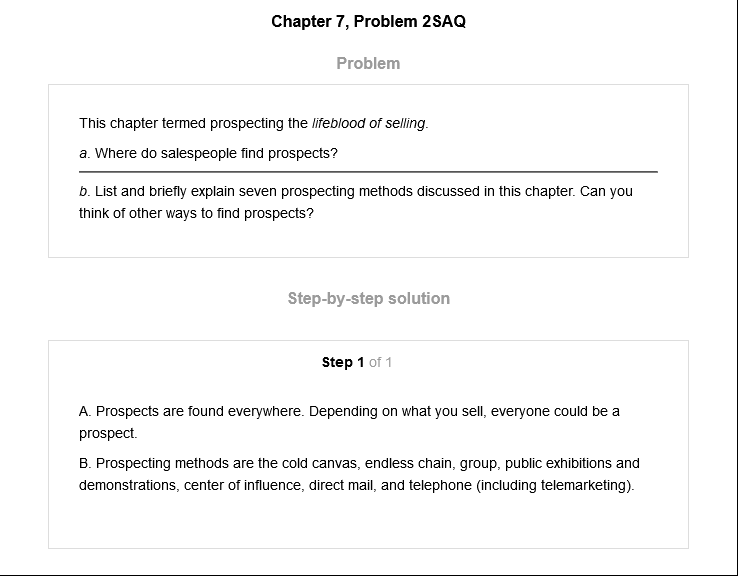 Chapter 7, Problem 2SAQ
Problem
This chapter termed prospecting the lifeblood of selling.
a. Where do salespeople find prospects?
b. List and briefly explain seven prospecting methods discussed in this chapter. Can you
think of other ways to find prospects?
Step-by-step solution
Step 1 of 1
A. Prospects are found everywhere. Depending on what you sell, everyone could be a
prospect.
B. Prospecting methods are the cold canvas, endless chain, group, public exhibitions and
demonstrations, center of influence, direct mail, and telephone (including telemarketing).